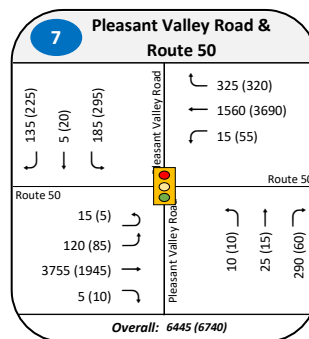 7
Pleasant Valley Road &
Route 50
135 (225)
5 (20)
185 (295)
Pleasant Valley Road
325 (320)
1560 (3690)
15 (55)
Route 50
Route 50
15 (5)
120 (85)
3755 (1945)
5 (10)
Pleasant Valley Road
10 (10)
25 (15)
290 (60)
Overall: 6445 (6740)